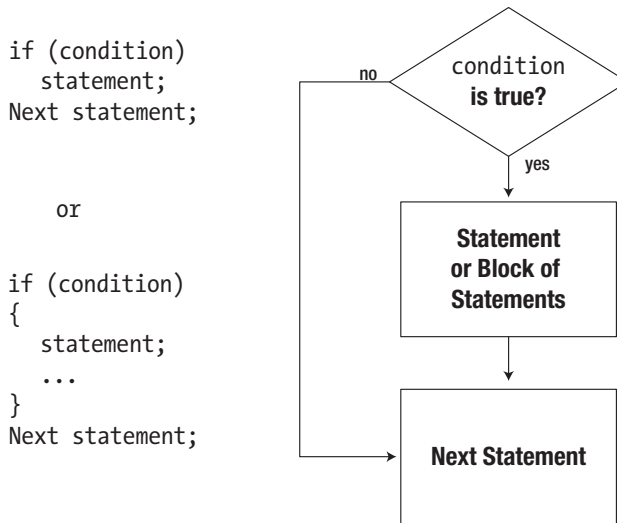 if (condition)
statement;
Next statement;
or
if (condition)
{
statement;
...
}
Next statement;
condition
is true?
no
yes
Statement
or Block of
Statements
Next Statement